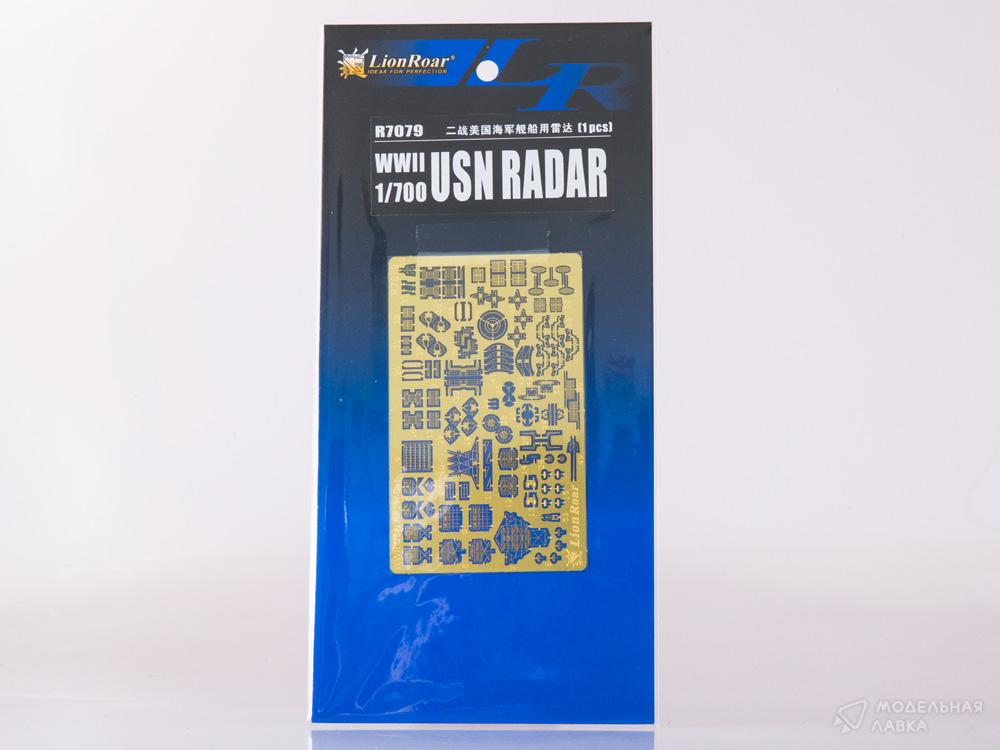 LionRoar®
IDEAS FOR PERFECTION
LR
R7079 二战美国海军舰船用雷达 (1pcs)
WWII
1/700 USN RADAR
LionRoar
МОДЕЛЬНАЯ
ЛАВКА